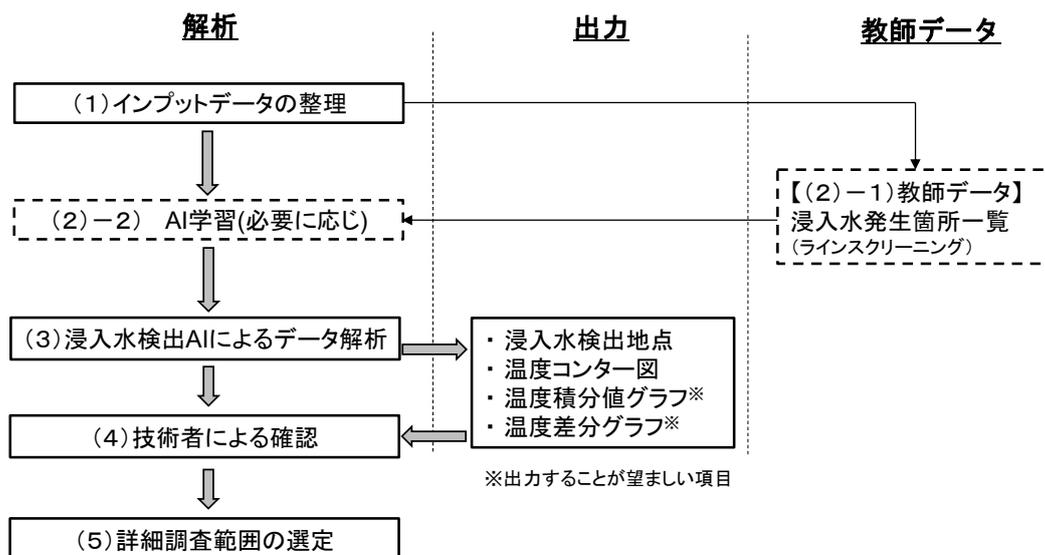 解析
出力
教師データ
（１）インプットデータの整理
【（２）－１）教師データ】
浸入水発生箇所一覧
（ラインスクリーニング）
（２）－２） AI学習(必要に応じ)
（３）浸入水検出AIによるデータ解析
・ 浸入水検出地点
・ 温度コンター図
・ 温度積分値グラフ※
・ 温度差分グラフ※
（４）技術者による確認
※出力することが望ましい項目
（５）詳細調査範囲の選定